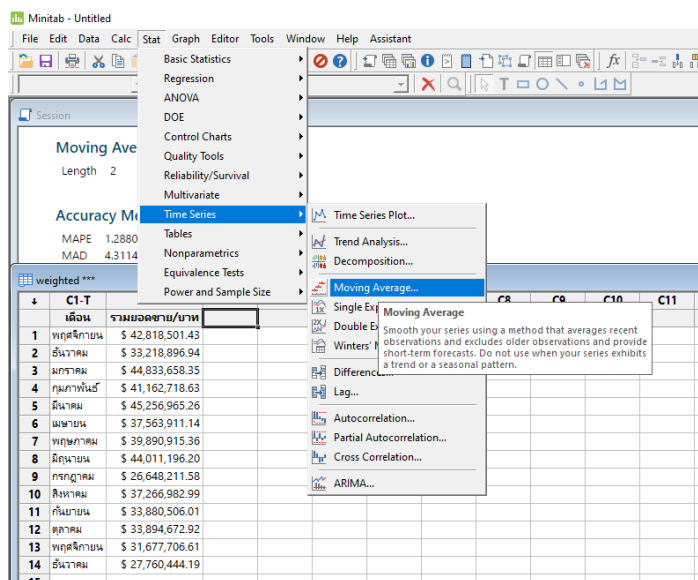 Minitab - Untitled
File Edit Data Calc Stat Graph Editor Tools Window Help Assistant
Basic Statistics
Regression
ANOVA
DOE
Control Charts
Quality Tools
Reliability/Survival
Multivariate
Time Series
Tables
Nonparametrics
Equivalence Tests
Power and Sample Size
Time Series Plot...
Trend Analysis...
Decomposition...
Moving Average...
Single Ex
Double Ex
Winters'
Differences...
Lag...
Autocorrelation...
Partial Autocorrelation...
Cross Correlation...
ARIMA...
Moving Average
Smooth your series using a method that averages recent
observations and excludes older observations and provide
short-term forecasts. Do not use when your series exhibits
a trend or a seasonal pattern.
Session
Moving Ave
Length 2
Accuracy Me
MAPE 1.2880
MAD 4.3114
weighted ***
C1-T C8 C9 C10 C11
เดือน รวมยอดขาย/บาท
1 พฤศจิกายน $ 42,818,501.43
2 ธันวาคม $ 33,218,896.94
3 มกราคม $ 44,833,658.35
4 กุมภาพันธ์ $ 41,162,718.63
5 มีนาคม $ 45,256,965.26
6 เมษายน $ 37,563,911.14
7 พฤษภาคม $ 39,890,915.36
8 มิถุนายน $ 44,011,196.20
9 กรกฎาคม $ 26,648,211.58
10 สิงหาคม $ 37,266,982.99
11 กันยายน $ 33,880,506.01
12 ตุลาคม $ 33,894,672.92
13 พฤศจิกายน $ 31,677,706.61
14 ธันวาคม $ 27,760,444.19